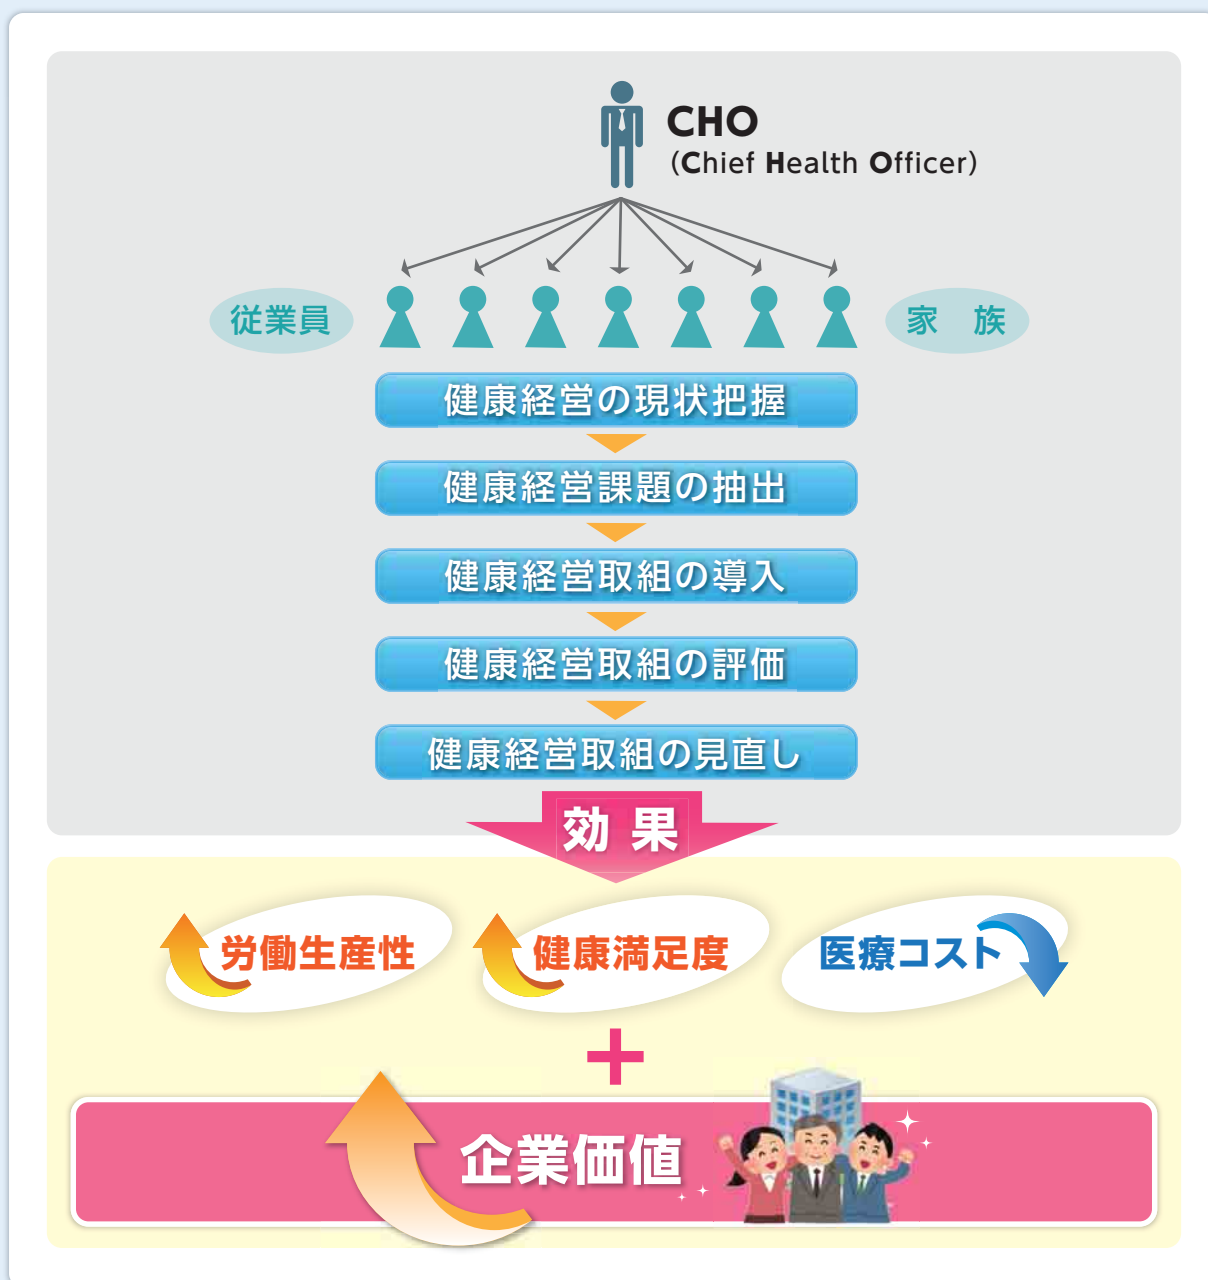 CHO
(Chief Health Officer)
従業員
家 族
健康経営の現状把握
健康経営課題の抽出
健康経営取組の導入
健康経営取組の評価
健康経営取組の見直し
効 果
労働生産性
健康満足度
医療コスト
+
企業価値